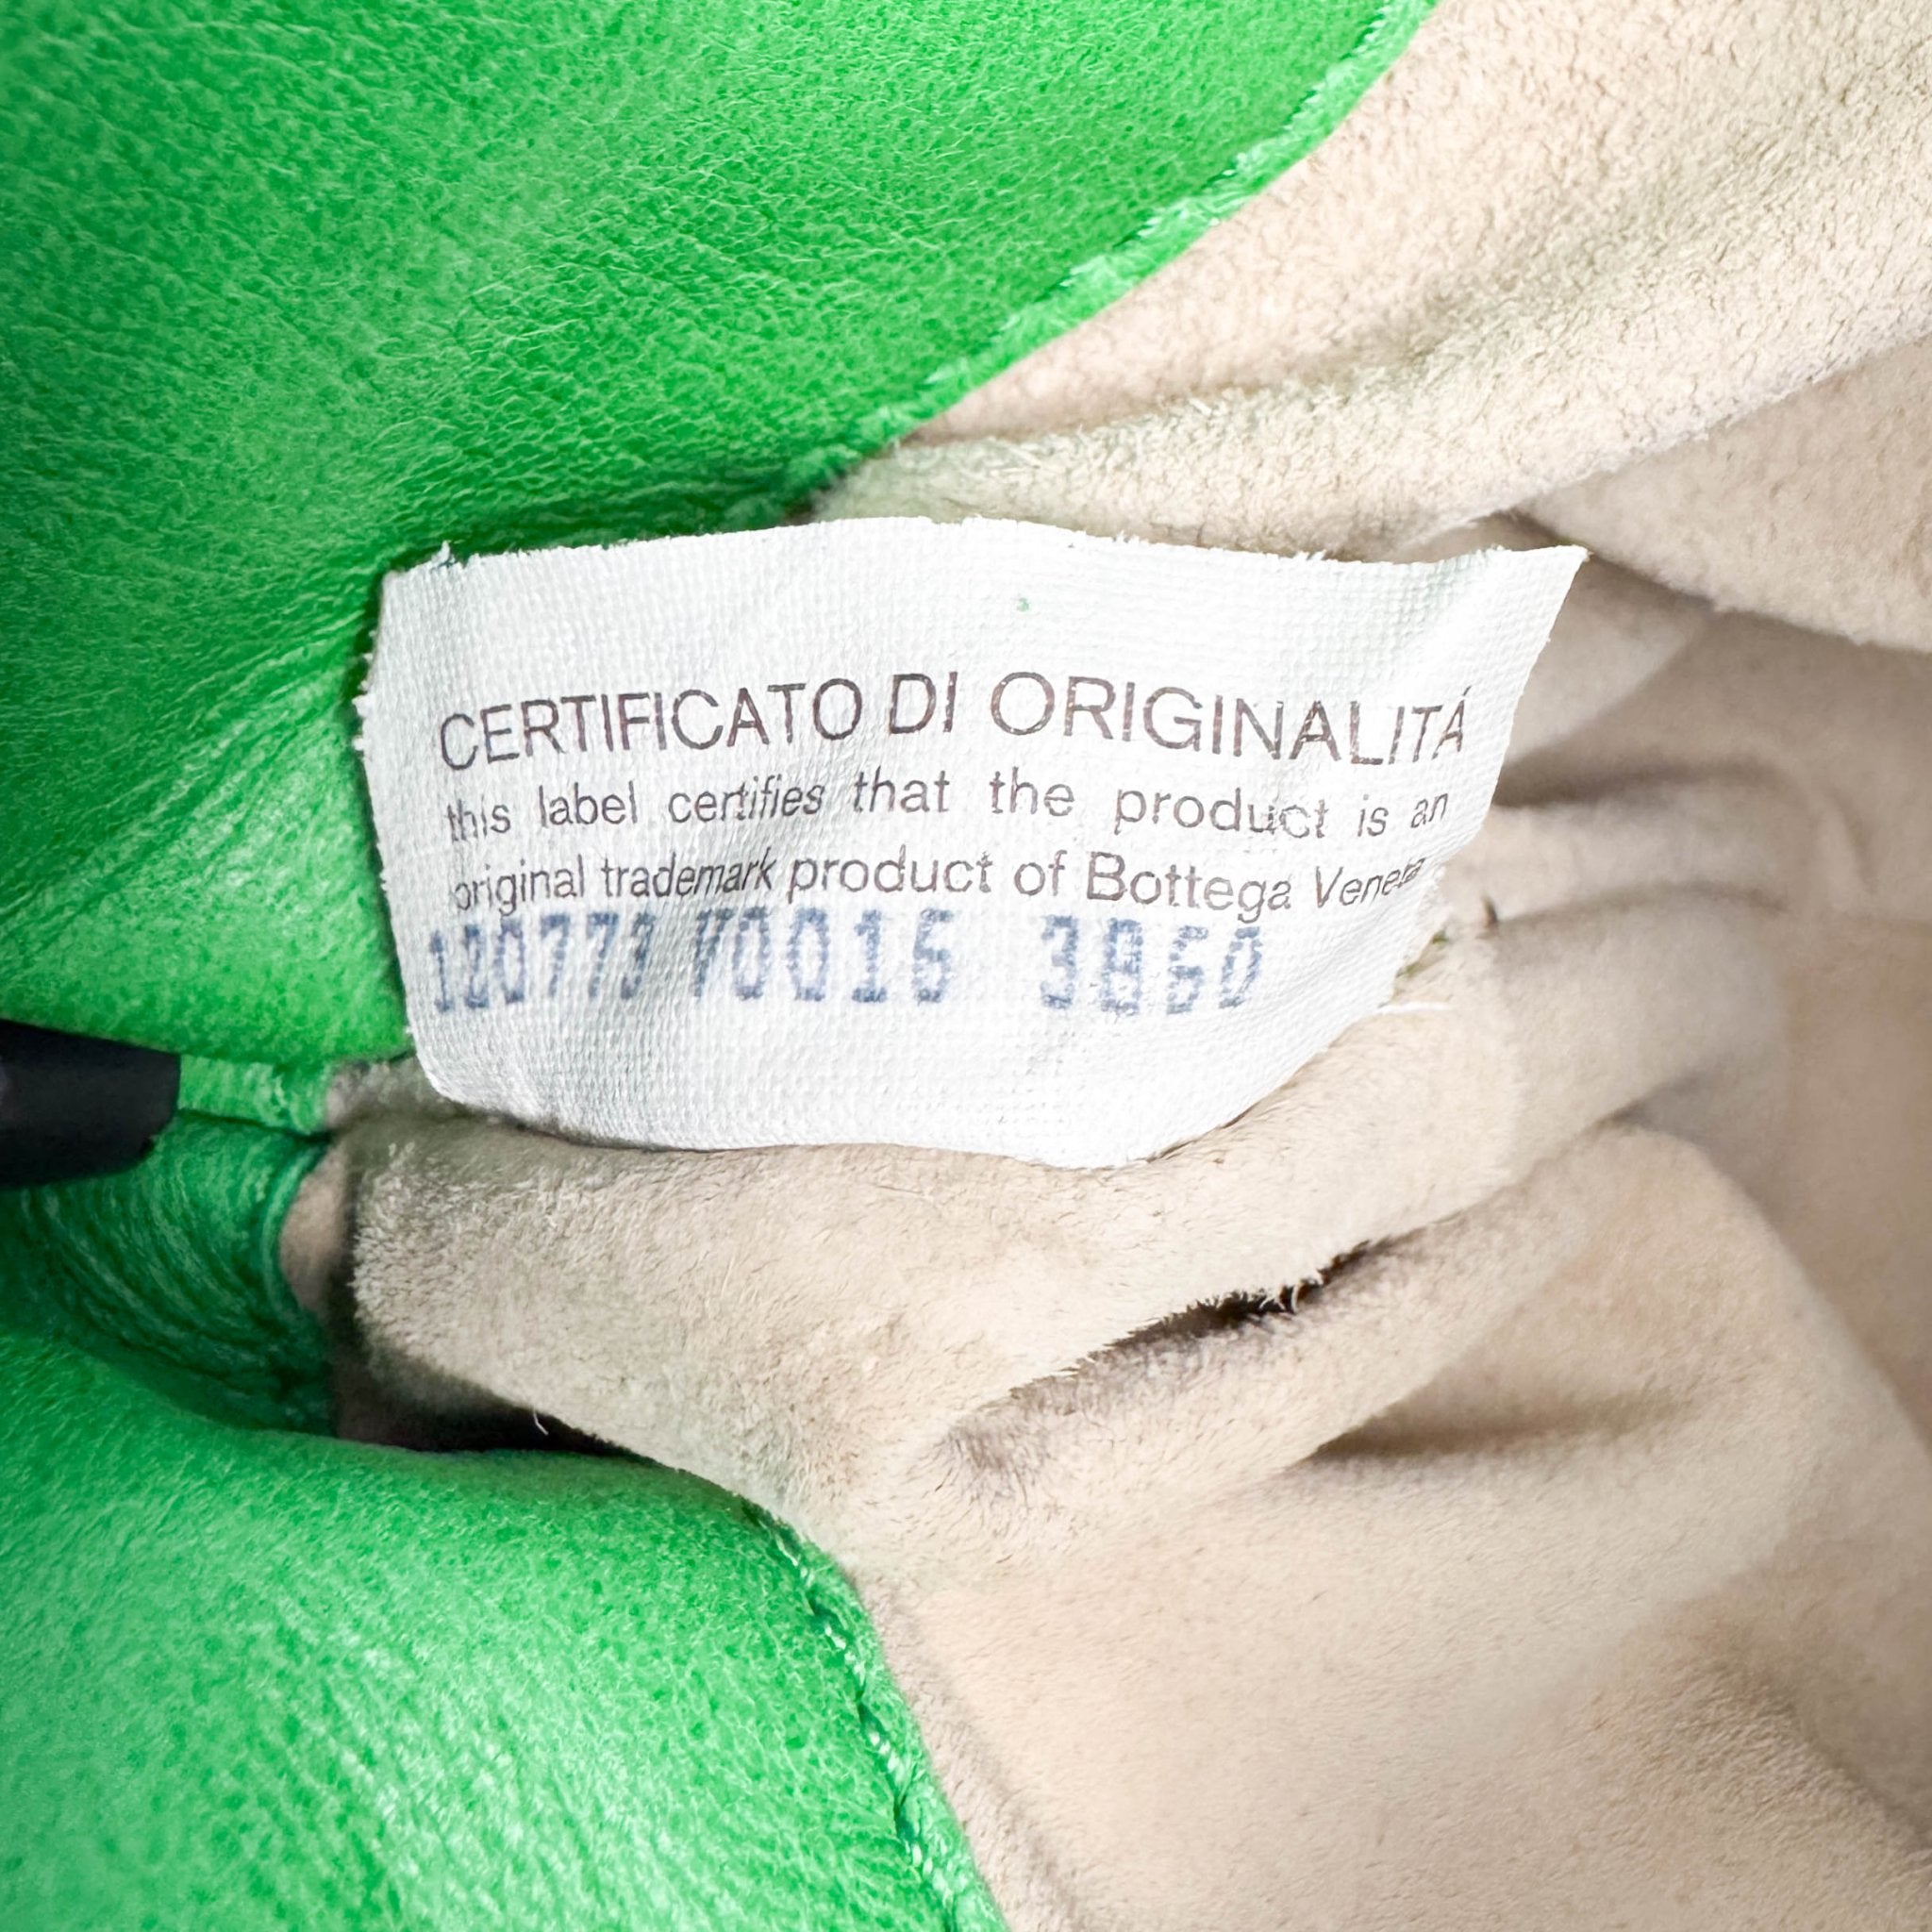 CERTIFICATO DI ORIGINALITÁ
this label certifies that the product is an
original trademark product of Bottega Veneta
120773 V0016 3860